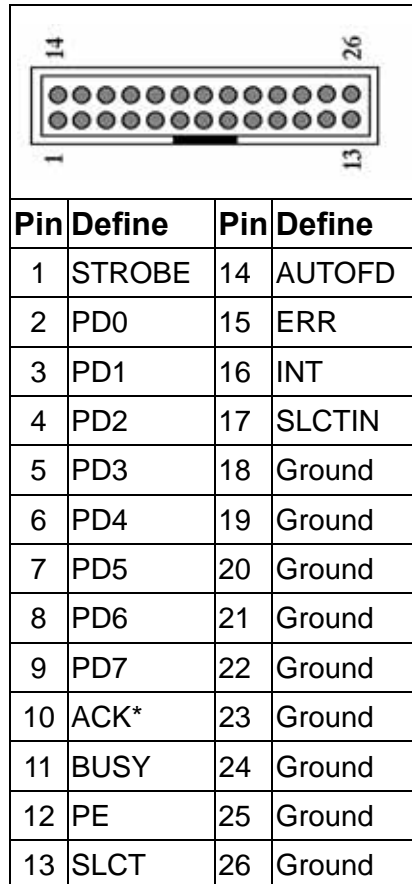 14 26
1 13
Pin Define Pin Define
1 STROBE 14 AUTOFD
2 PD0 15 ERR
3 PD1 16 INT
4 PD2 17 SLCTIN
5 PD3 18 Ground
6 PD4 19 Ground
7 PD5 20 Ground
8 PD6 21 Ground
9 PD7 22 Ground
10 ACK* 23 Ground
11 BUSY 24 Ground
12 PE 25 Ground
13 SLCT 26 Ground